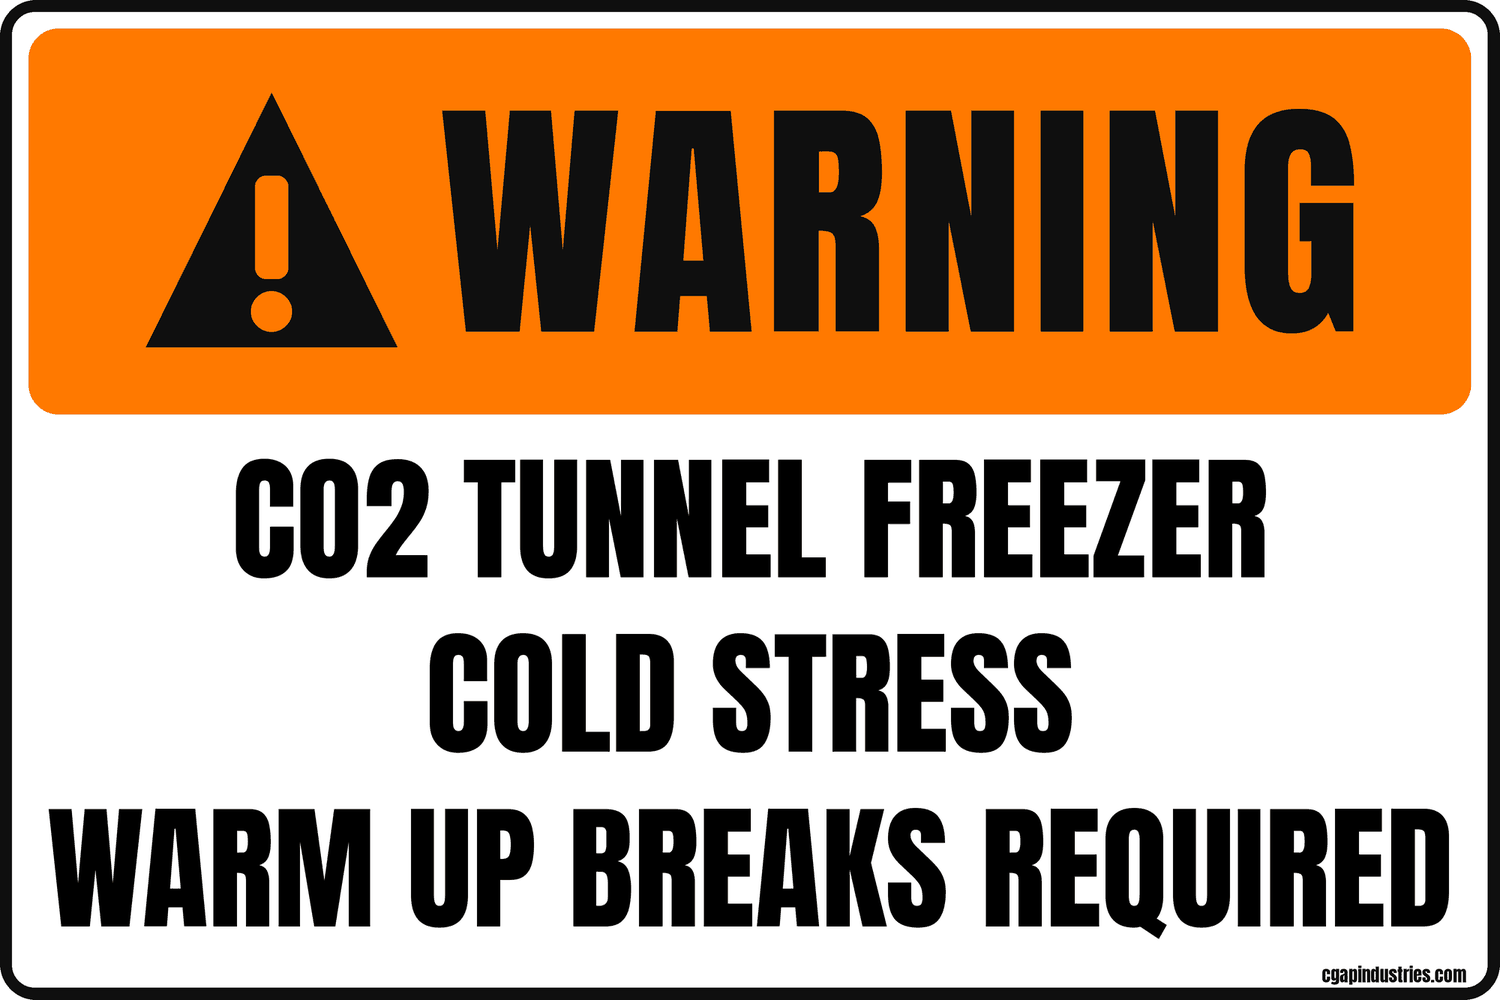 WARNING
CO2 TUNNEL FREEZER
COLD STRESS
WARM UP BREAKS REQUIRED
cgapindustries.com